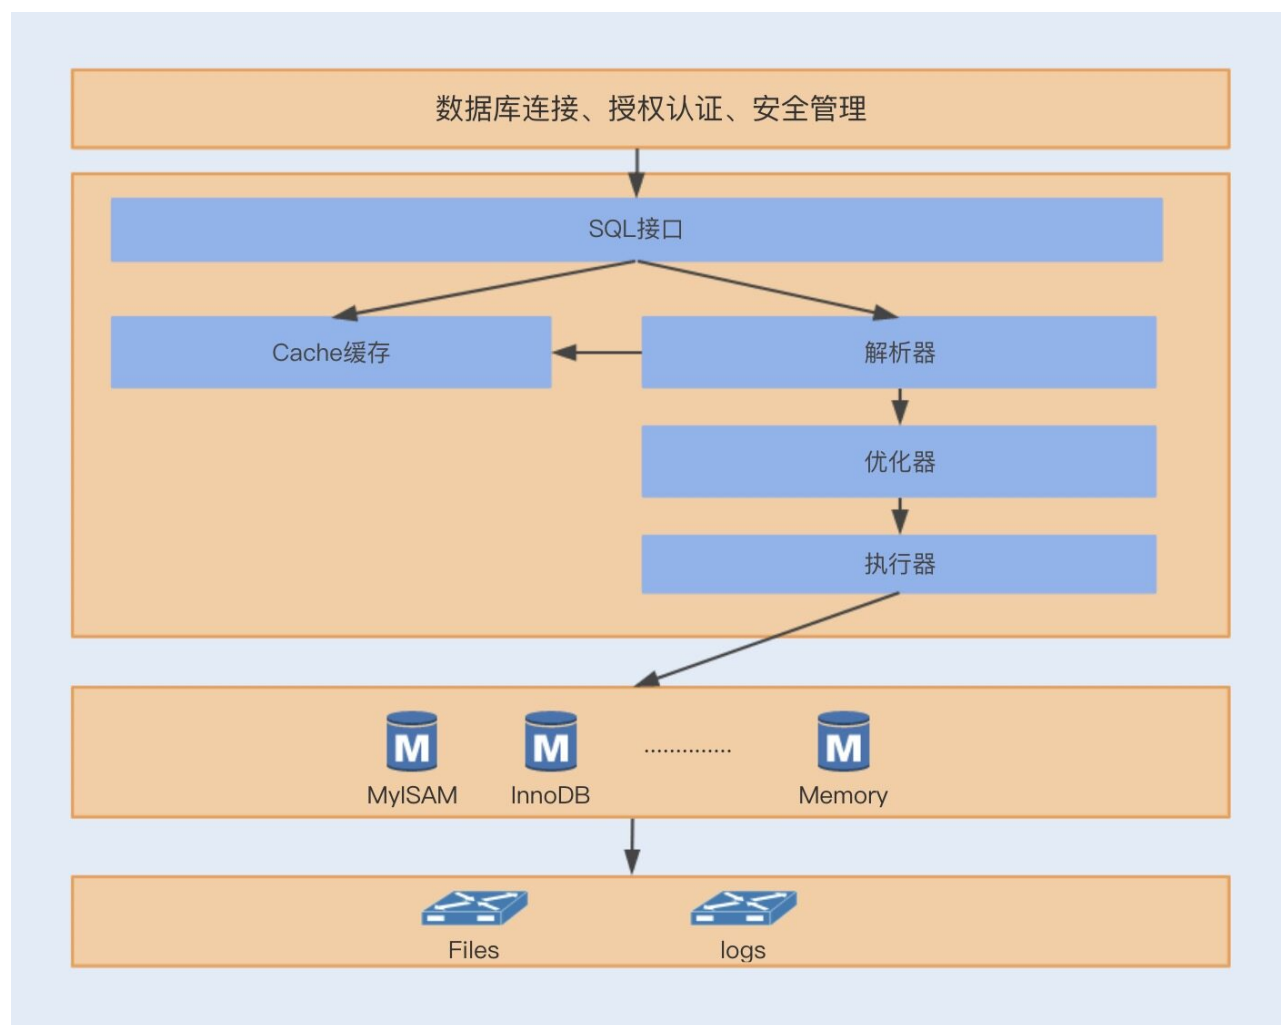 数据库连接、授权认证、安全管理
SQL接口
Cache缓存
解析器
优化器
执行器
M
M
..............
M
MyISAM
InnoDB
Memory
Files
logs